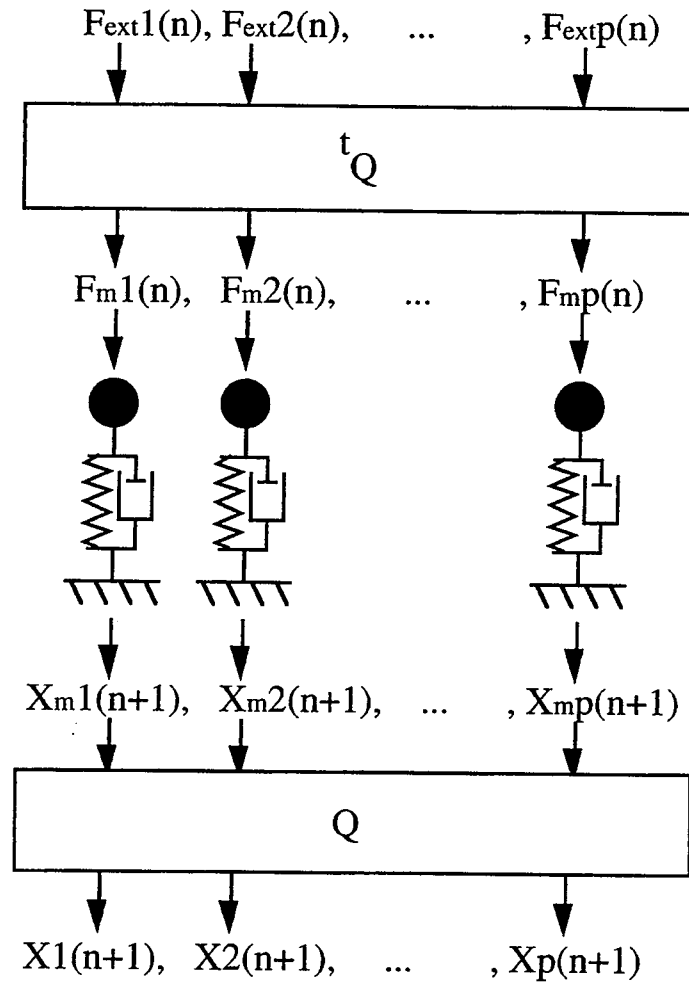 Fext1(n), Fext2(n), ... , Fextp(n)
tQ
Fm1(n), Fm2(n), ... , Fmp(n)
Xm1(n+1), Xm2(n+1), ... , Xmp(n+1)
Q
X1(n+1), X2(n+1), ... , Xp(n+1)